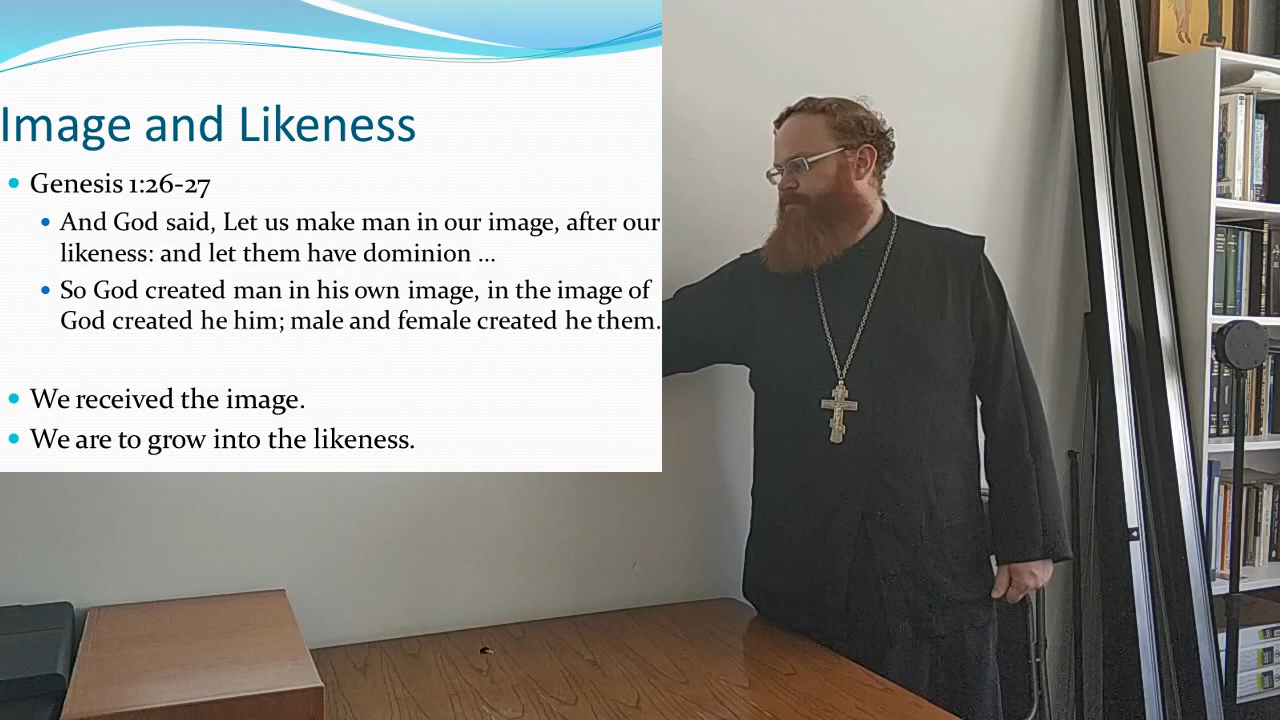 Image and Likeness
Genesis 1:26-27
And God said, Let us make man in our image, after our
likeness: and let them have dominion ...
So God created man in his own image, in the image of
God created he him; male and female created he them.
We received the image.
We are to grow into the likeness.